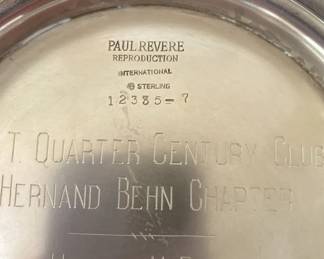 PAUL REVERE
REPRODUCTION
INTERNATIONAL
STERLING
12385-7
T. QUARTER CENTURY CLUB
HERNAND BEHN CHAPTER